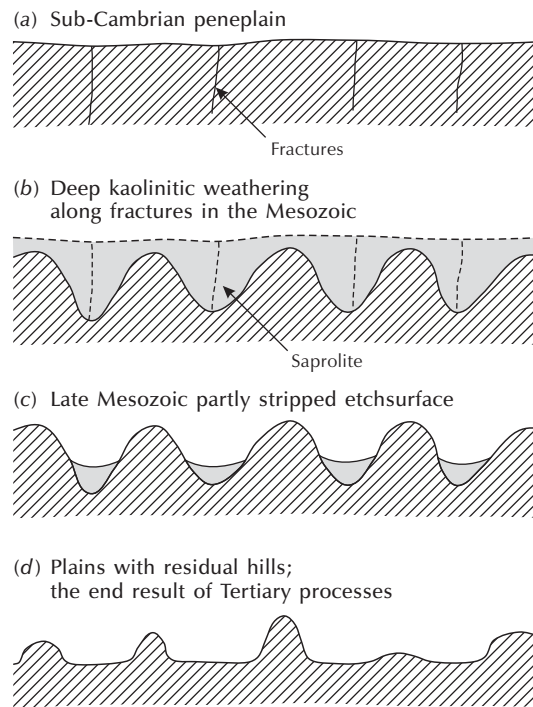 (a) Sub-Cambrian peneplain
Fractures
(b) Deep kaolinitic weathering
along fractures in the Mesozoic
Saprolite
(c) Late Mesozoic partly stripped etchsurface
(d) Plains with residual hills;
the end result of Tertiary processes